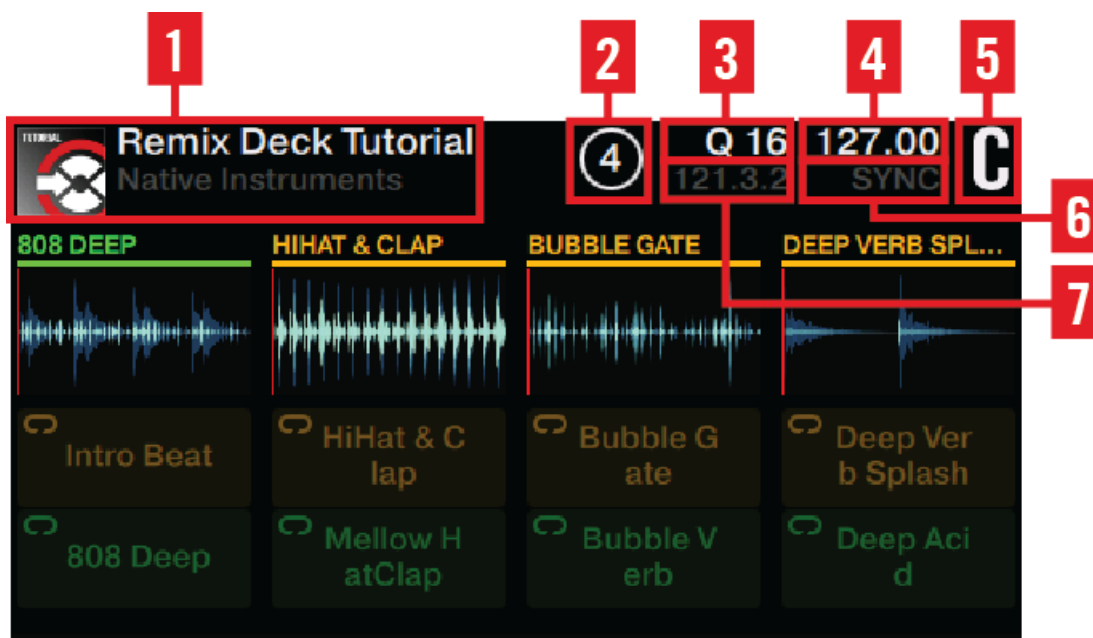 1
2
3
4
5
TUTORIAL
Remix Deck Tutorial
Native Instruments
4
Q 16
121.3.2
127.00
SYNC
C
6
7
808 DEEP
HIHAT & CLAP
BUBBLE GATE
DEEP VERB SPL...
Intro Beat
HiHat & C
lap
Bubble G
ate
Deep Ver
b Splash
808 Deep
Mellow H
atClap
Bubble V
erb
Deep Aci
d